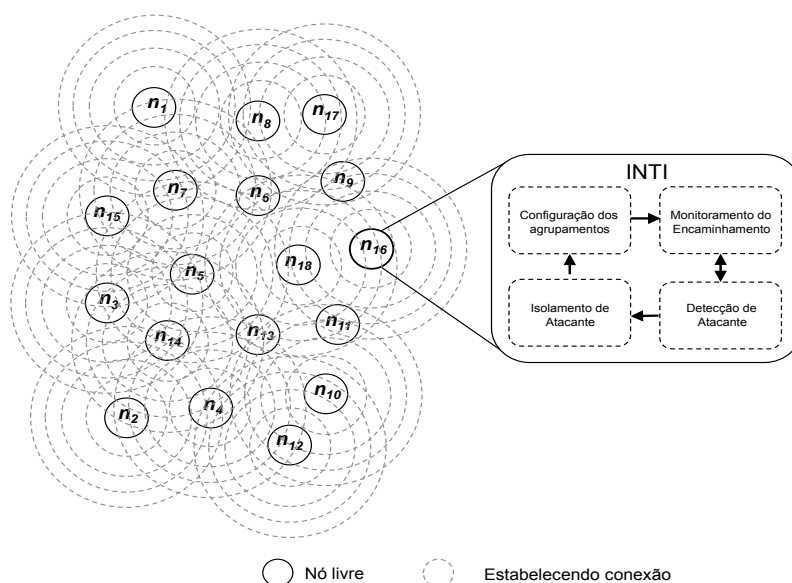 n1
n8
n17
n7
n6
n9
n15
n16
n18
n5
n3
n14
n13
n11
n2
n4
n10
n12
INTI
Configuração dos
agrupamentos
Monitoramento do
Encaminhamento
Isolamento de
Atacante
Detecção de
Atacante
Nó livre
Estabelecendo conexão